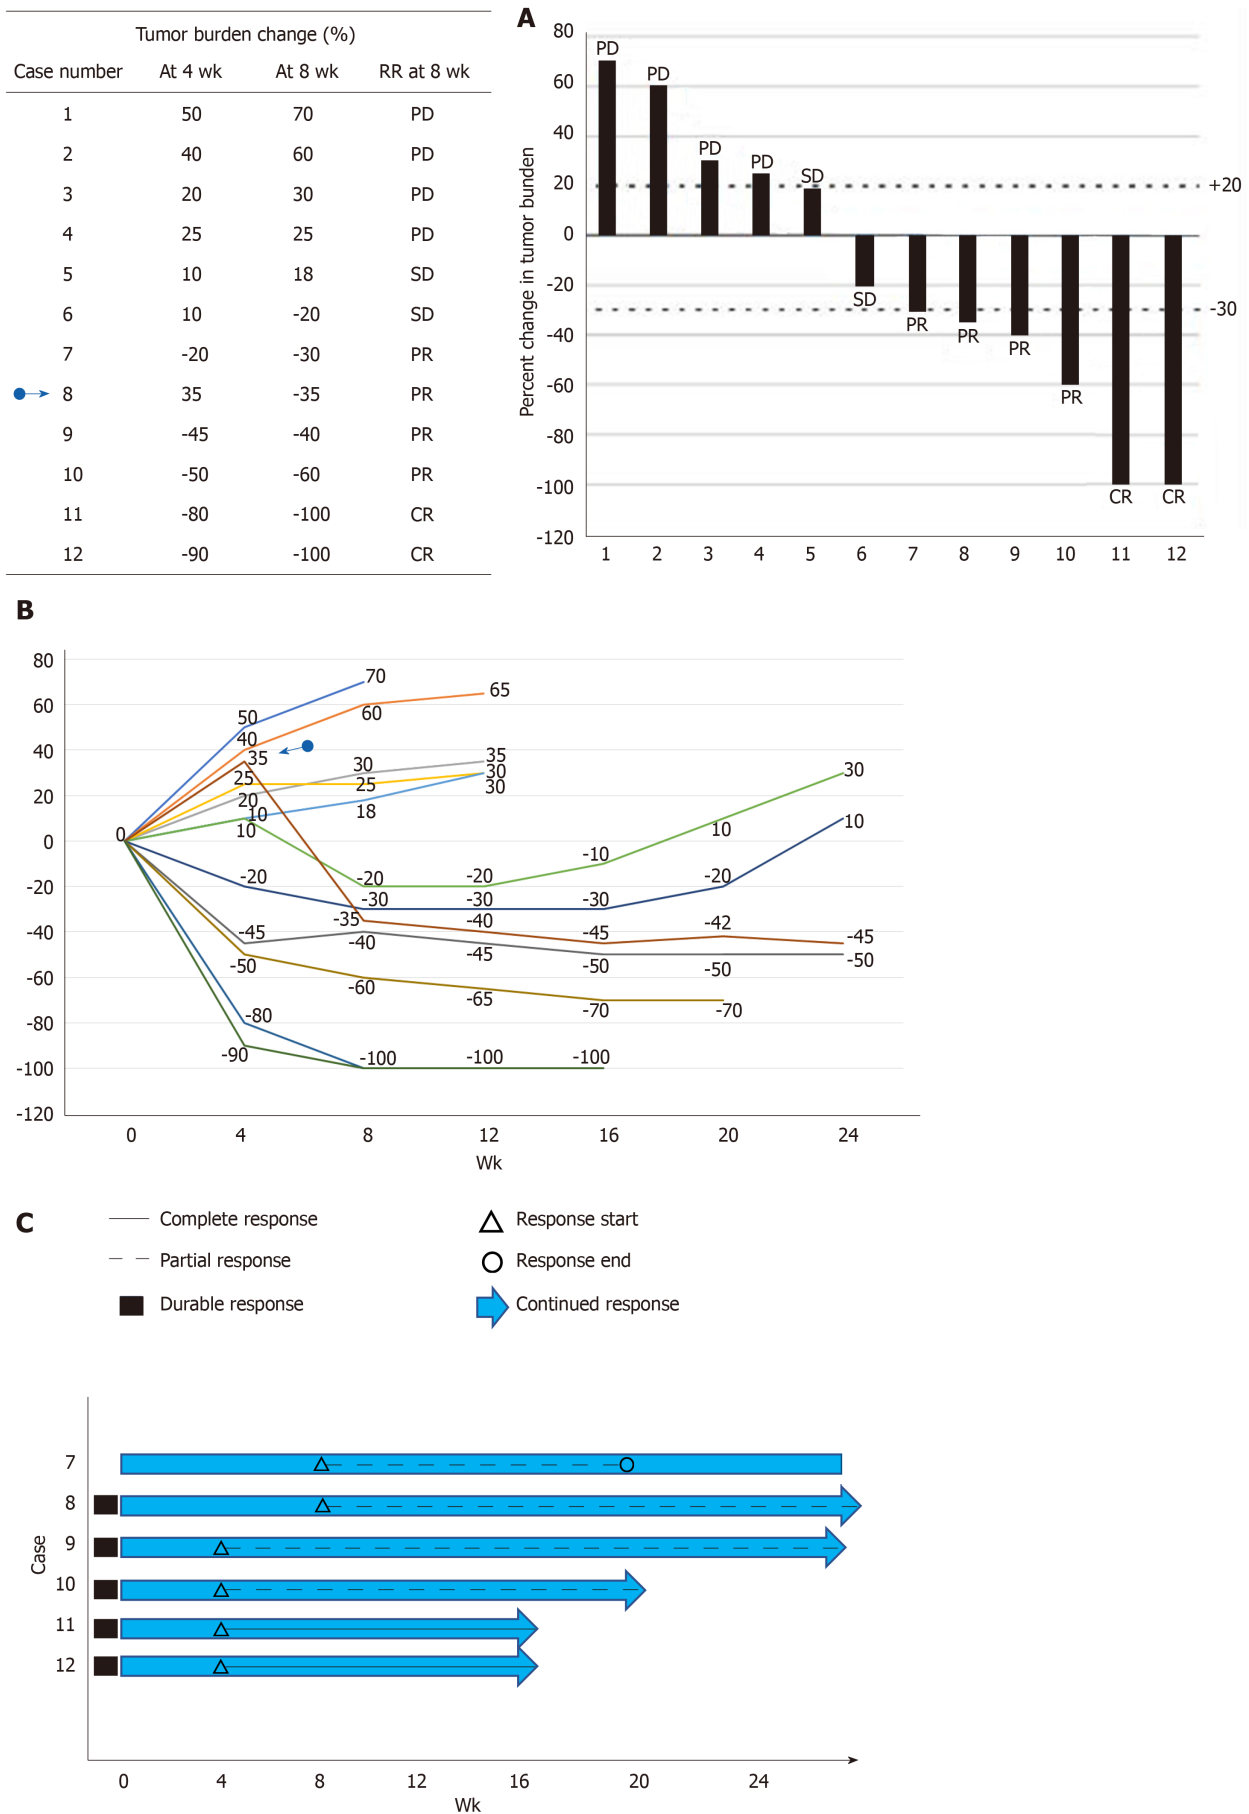 Tumor burden change (%)
Case number At 4 wk At 8 wk RR at 8 wk
1 50 70 PD
2 40 60 PD
3 20 30 PD
4 25 25 PD
5 10 18 SD
6 10 -20 SD
7 -20 -30 PR
8 35 -35 PR
9 -45 -40 PR
10 -50 -60 PR
11 -80 -100 CR
12 -90 -100 CR
A
Percent change in tumor bunden
80
60
40
20
0
-20
-40
-60
-80
-100
-120
PD
PD
PD
PD
SD
SD
PR
PR
PR
PR
CR
CR
+20
-30
1 2 3 4 5 6 7 8 9 10 11 12
B
80
60
40
20
0
-20
-40
-60
-80
-100
-120
0
50
40
35
25
20
10
10
-20
-45
-50
-80
-90
70
60
30
25
18
-20
-30
-35
-40
-60
-100
65
35
30
30
-20
-30
-40
-45
-65
-100
-10
-30
-45
-50
-70
-100
10
-20
-42
-50
-70
30
10
-45
-50
0 4 8 12 16 20 24
Wk
C
Complete response
Partial response
Durable response
Response start
Response end
Continued response
Case
7
8
9
10
11
12
0 4 8 12 16 20 24
Wk